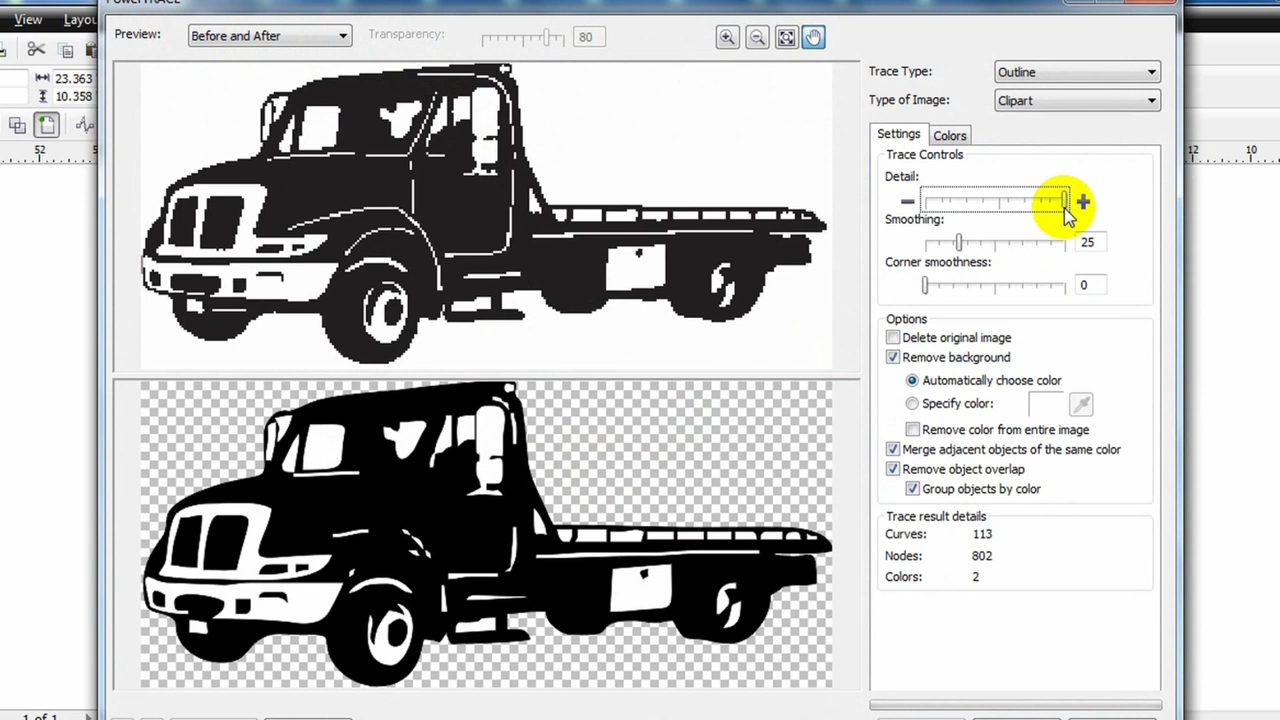 PowerTRACE
View Layou
Preview: Before and After Transparency: 80
23.363
10.358
Trace Type: Outline
Type of Image: Clipart
Settings Colors
52
12 10
Trace Controls
Detail:
Smoothing:
25
Corner smoothness:
0
Options
Delete original image
Remove background
Automatically choose color
Specify color:
Remove color from entire image
Merge adjacent objects of the same color
Remove object overlap
Group objects by color
Trace result details
Curves: 113
Nodes: 802
Colors: 2
1 of 1